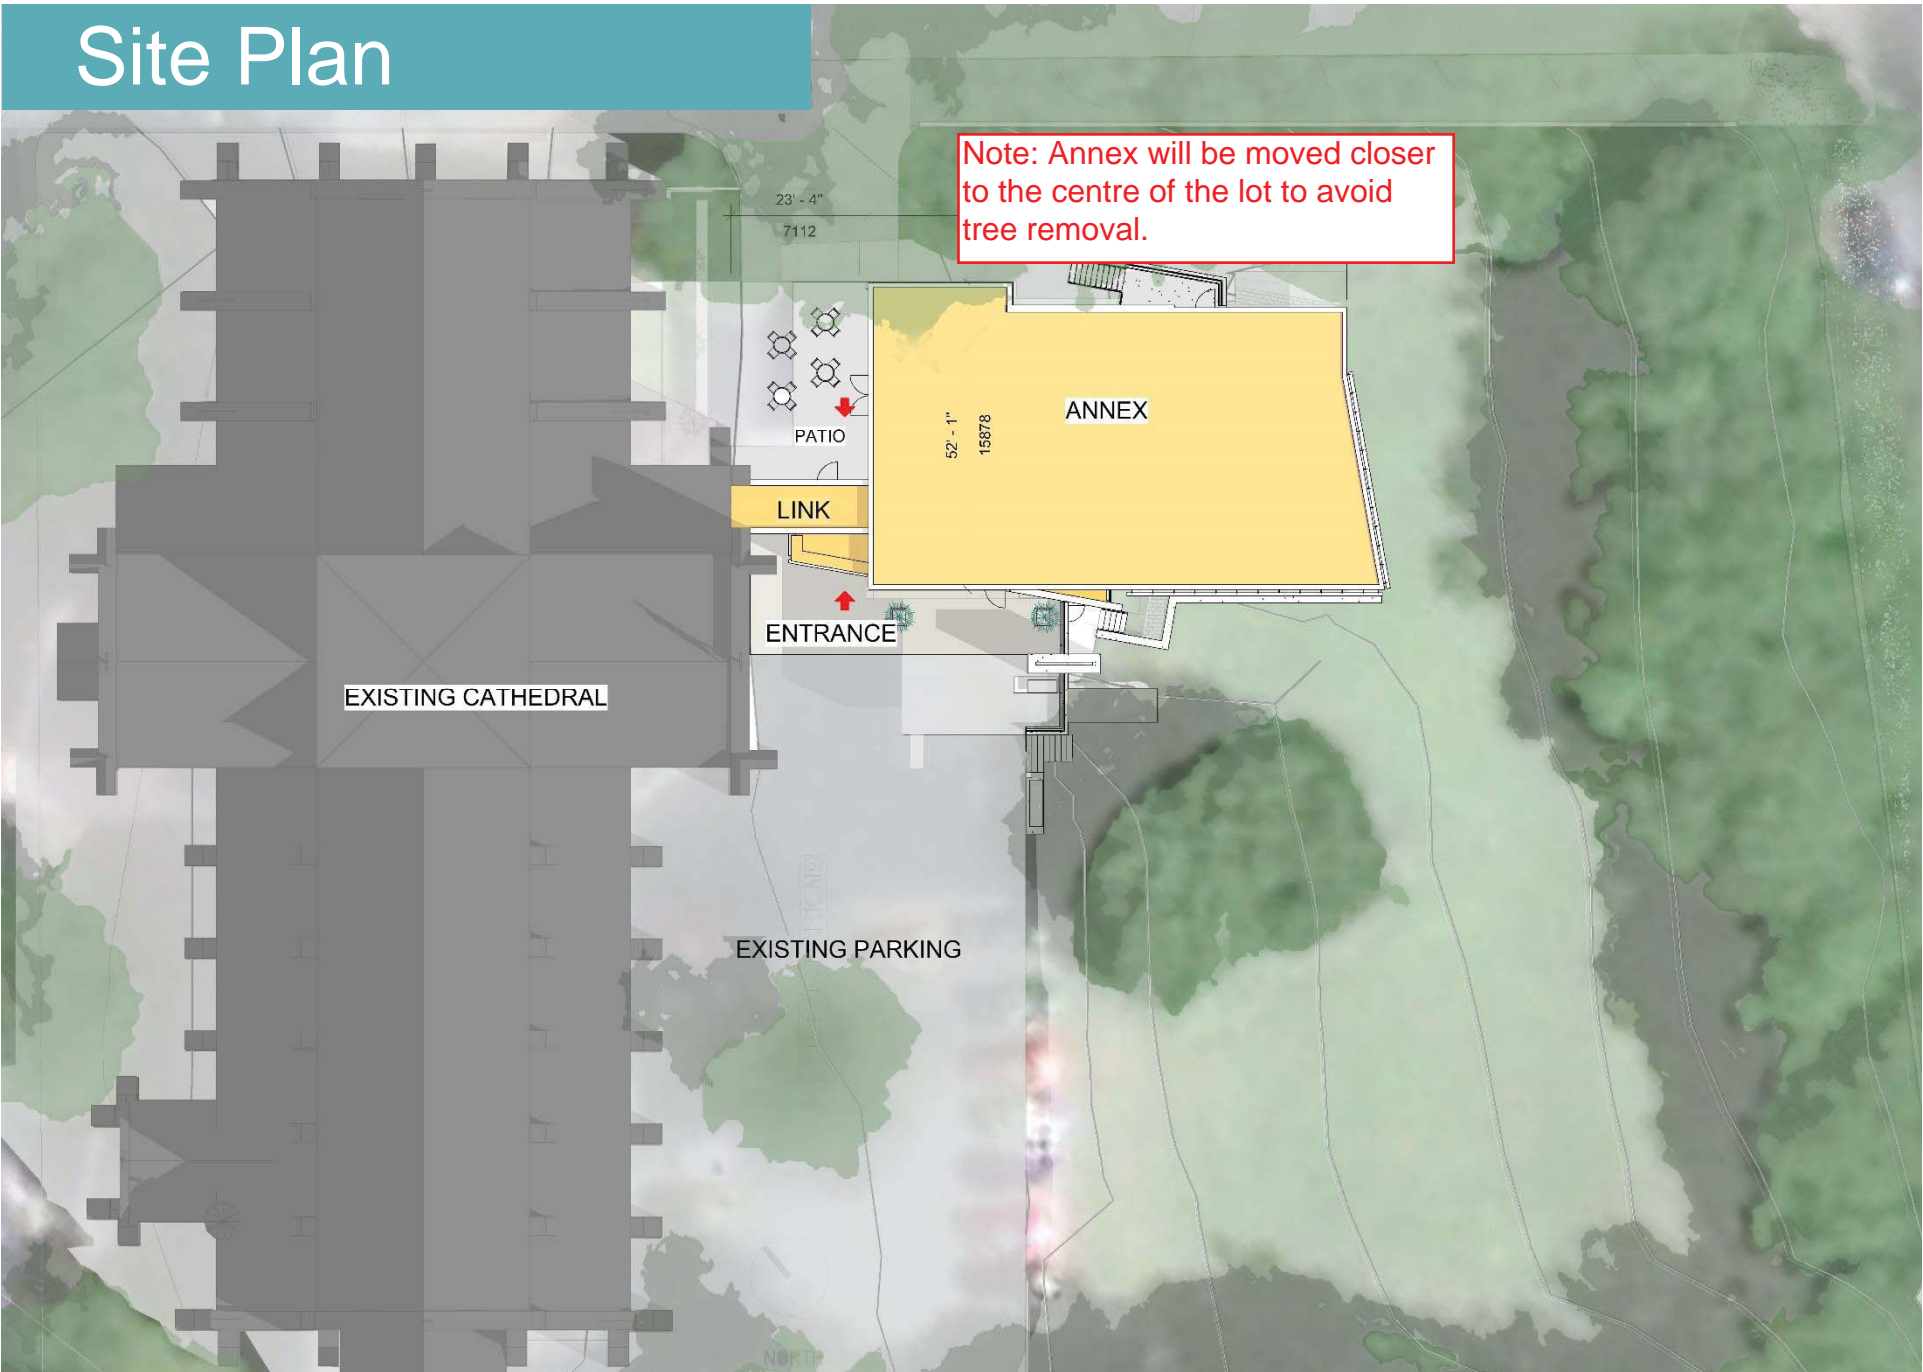 Site Plan
Note: Annex will be moved closer
to the centre of the lot to avoid
tree removal.
23' - 4"
7112
52' - 1"
15878
ANNEX
PATIO
LINK
ENTRANCE
EXISTING CATHEDRAL
EXISTING PARKING
NORTH